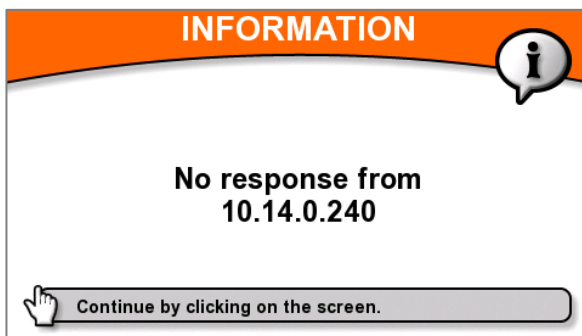 INFORMATION
No response from
10.14.0.240
Continue by clicking on the screen.